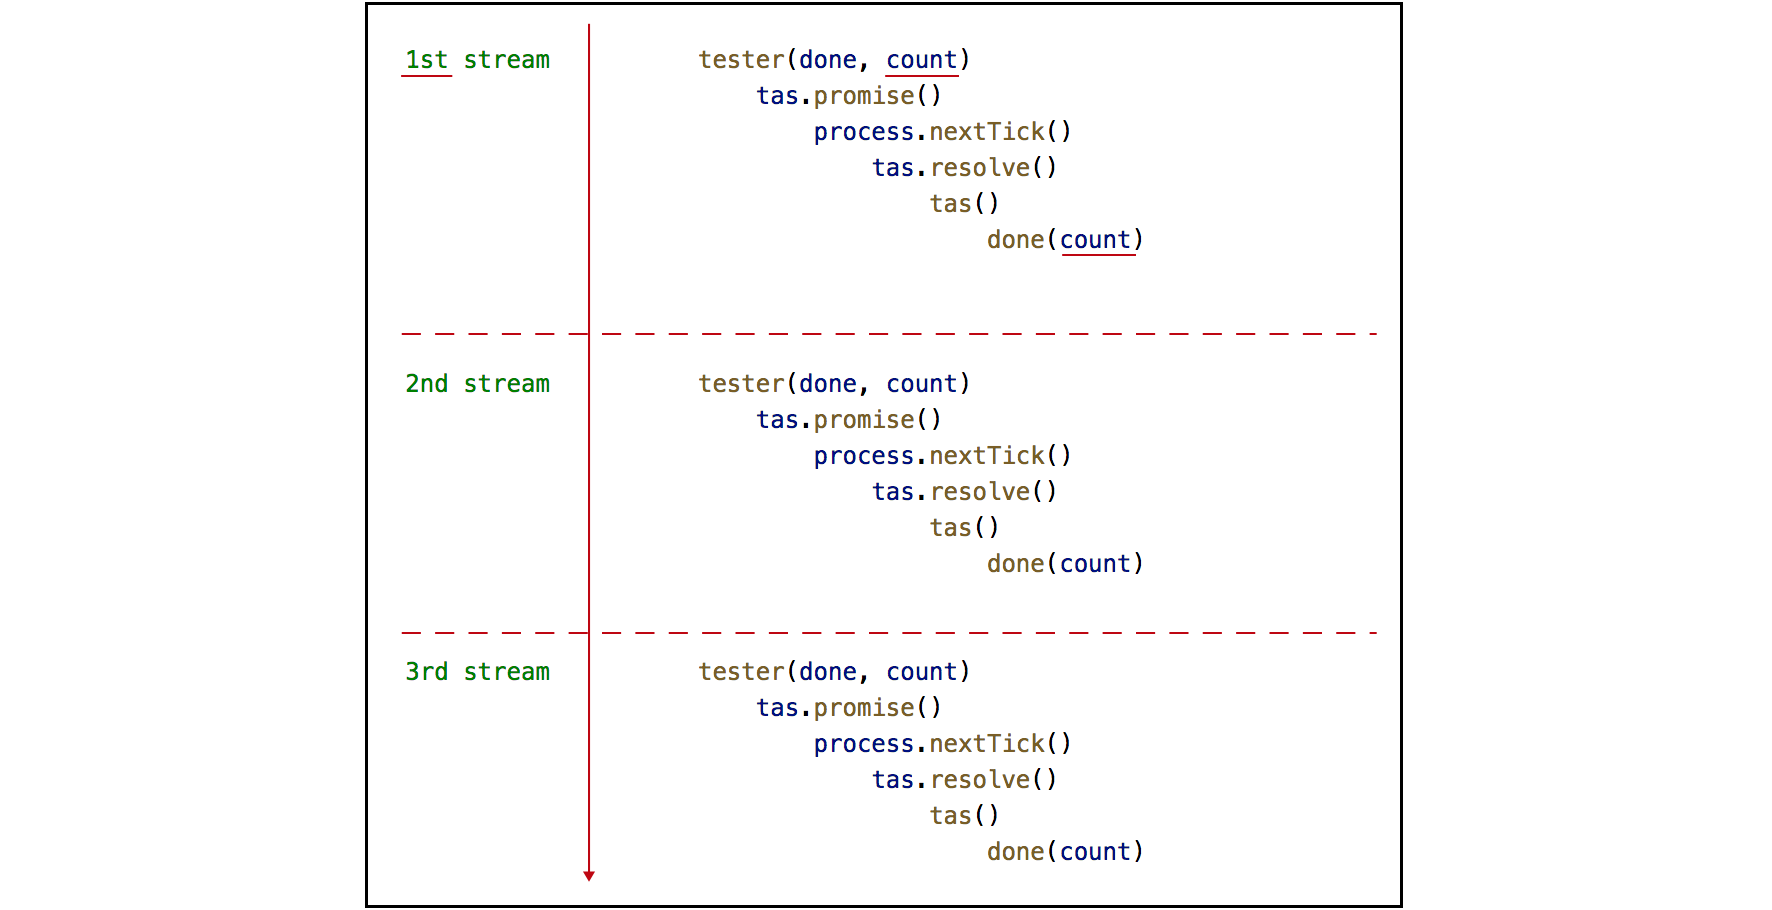 1st stream tester(done, count)
tas.promise()
process.nextTick()
tas.resolve()
tas()
done(count)
2nd stream tester(done, count)
tas.promise()
process.nextTick()
tas.resolve()
tas()
done(count)
3rd stream tester(done, count)
tas.promise()
process.nextTick()
tas.resolve()
tas()
done(count)